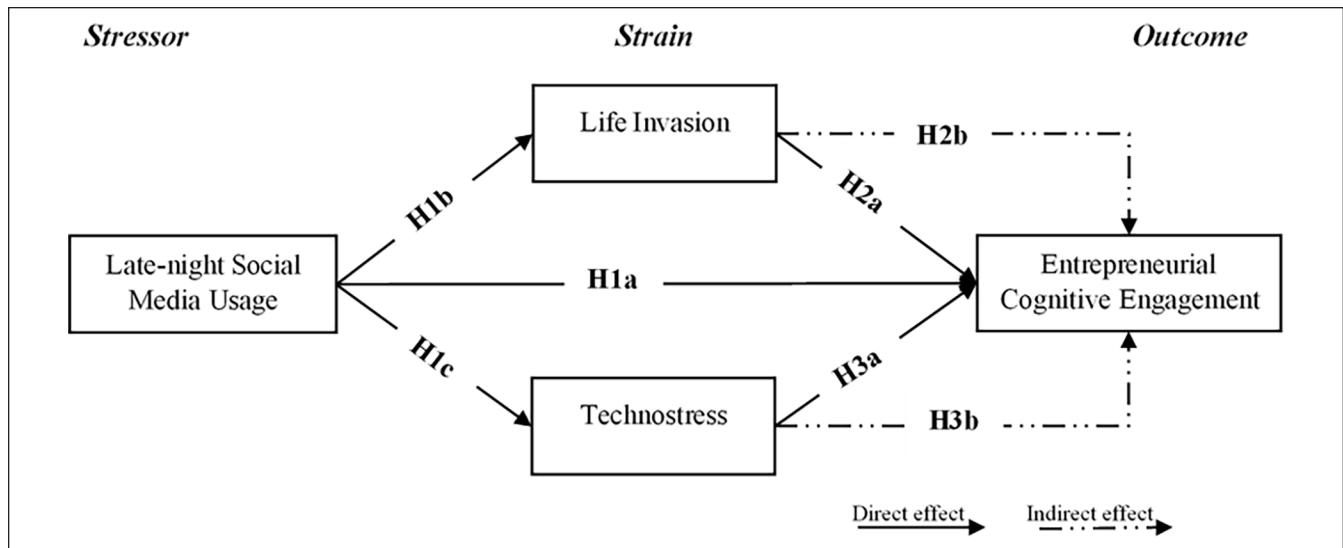 Stressor
Strain
Outcome
Life Invasion
H2b
H1b
H2a
Late-night Social
Media Usage
H1a
Entrepreneurial
Cognitive Engagement
H1c
H3a
Technostress
H3b
Direct effect
Indirect effect